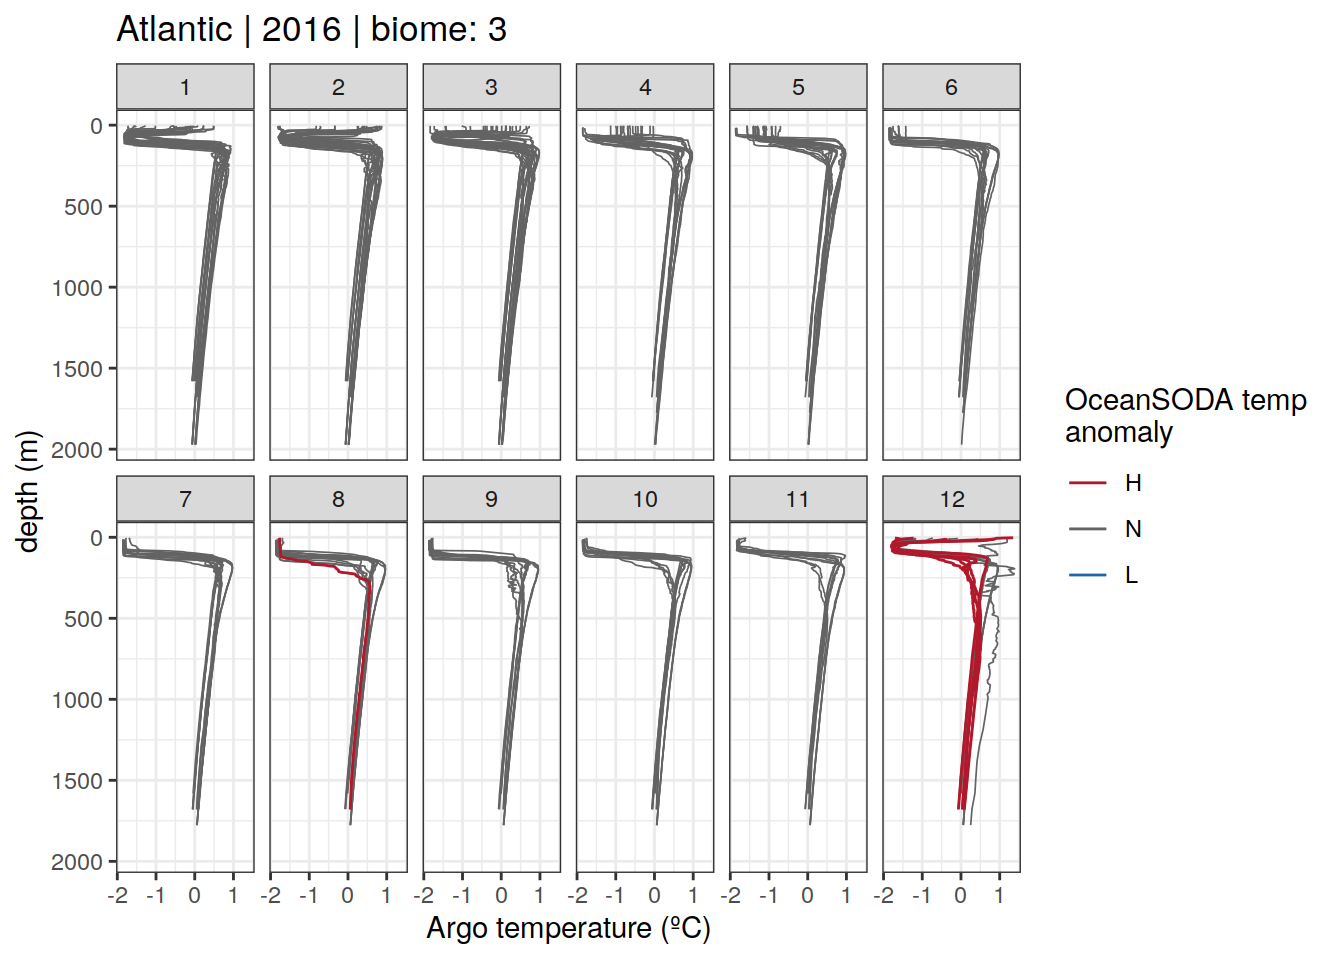 Atlantic | 2016 | biome: 3
1 2 3 4 5 6
0
500
1000
1500
2000
7 8 9 10 11 12
0
500
1000
1500
2000
-2 -1 0 1 -2 -1 0 1 -2 -1 0 1 -2 -1 0 1 -2 -1 0 1 -2 -1 0 1
Argo temperature (ºC)
depth (m)
OceanSODA temp
anomaly
H
N
L